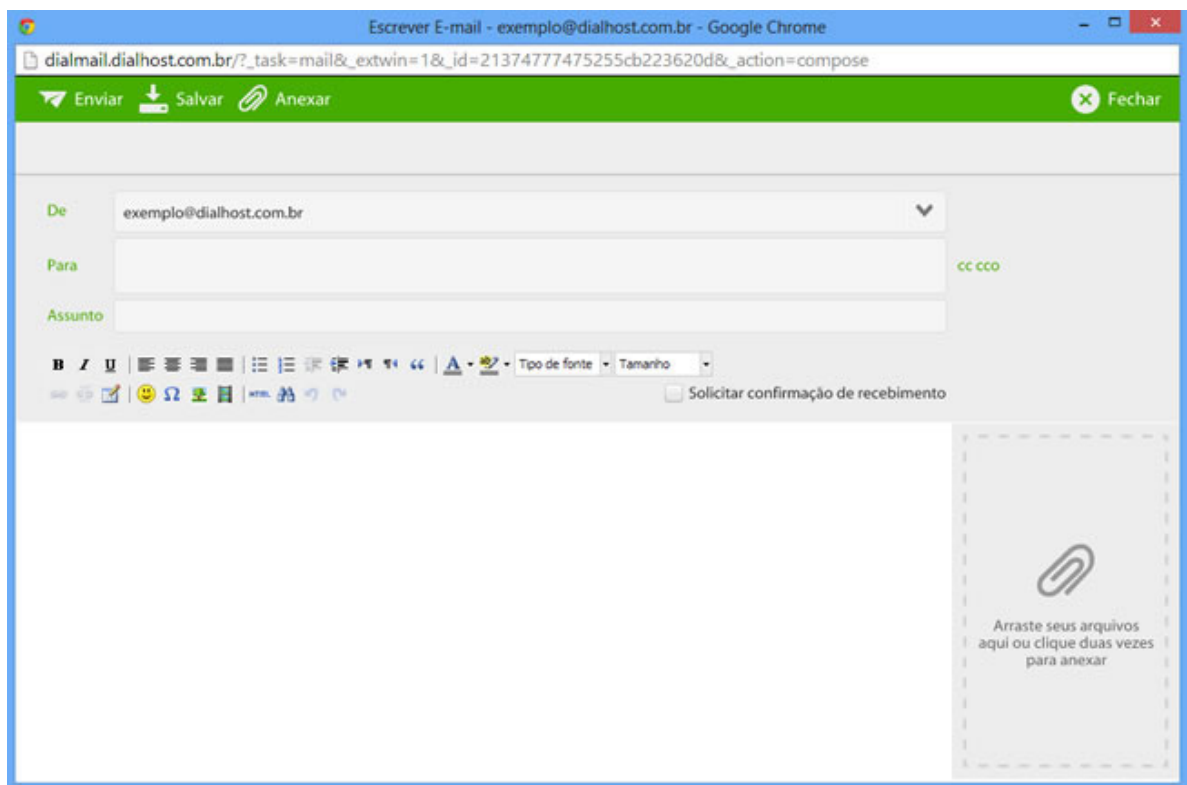 Escrever E-mail - exemplo@dialhost.com.br - Google Chrome
dialmail.dialhost.com.br/?_task=mail&_extwin=1&_id=21374777475255cb223620d&_action=compose
Enviar Salvar Anexar Fechar
De exemplo@dialhost.com.br
Para cc cco
Assunto
B I U A Tipo de fonte Tamanho
Ω HTML Solicitar confirmação de recebimento
Arraste seus arquivos
aqui ou clique duas vezes
para anexar